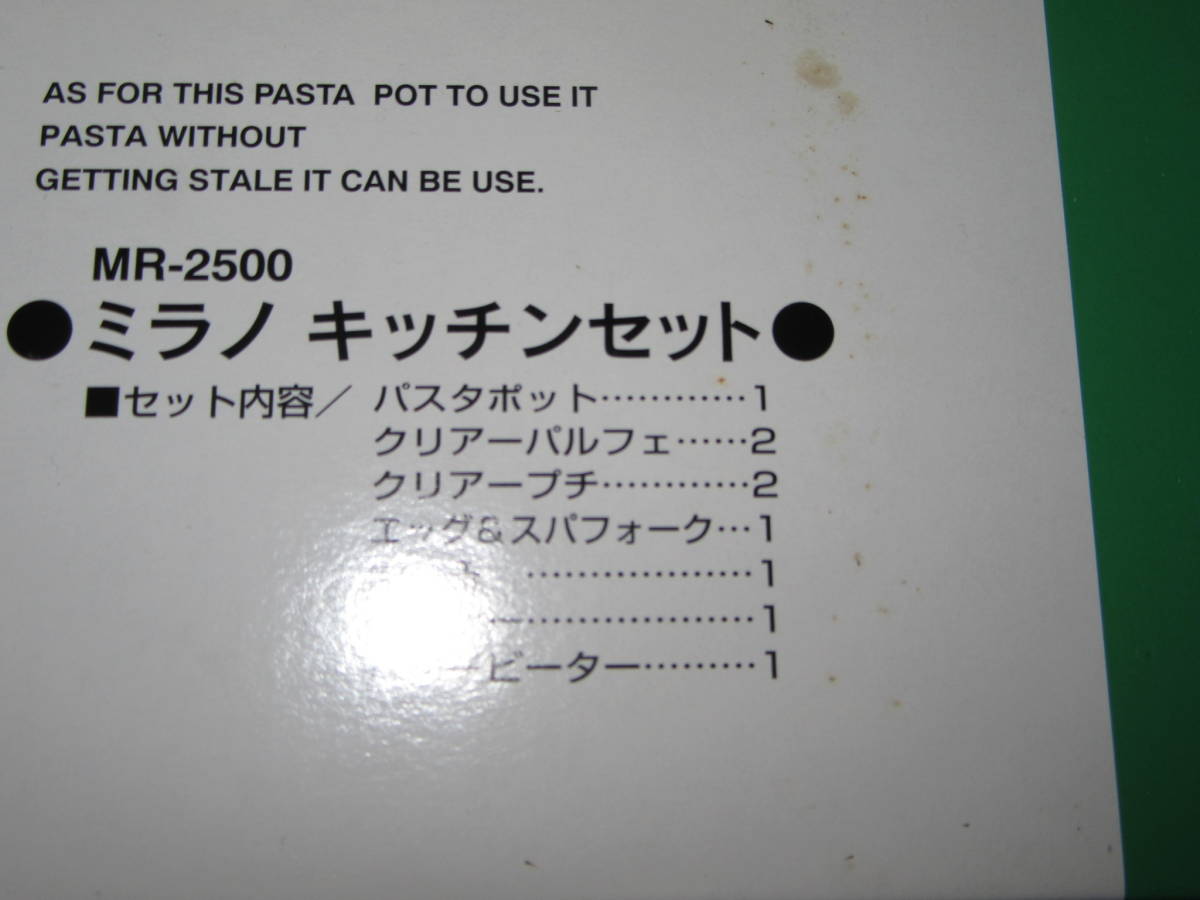 AS FOR THIS PASTA POT TO USE IT
PASTA WITHOUT
GETTING STALE IT CAN BE USE.
MR-2500
●ミラノ キッチンセット●
■セット内容／ パスタポット…………1
クリアーパルフェ……2
クリアープチ…………2
エッグ&スパフォーク…1
…………………1
…………………1
ービーター………1